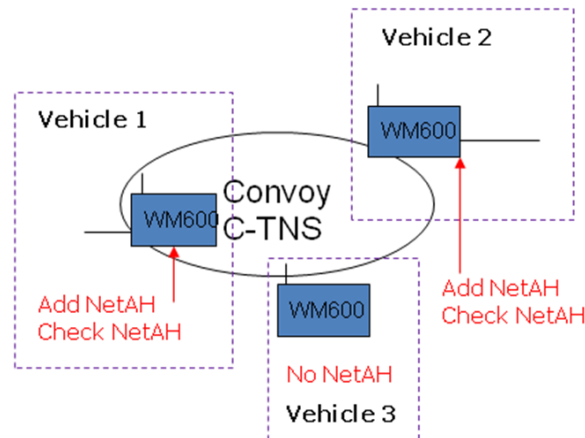 Vehicle 2
Vehicle 1
WM600
WM600
Convoy
C-TNS
Add NetAH
Check NetAH
Add NetAH
Check NetAH
WM600
No NetAH
Vehicle 3